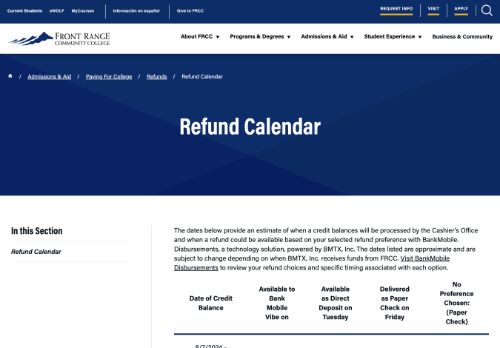 Current Students eWOLF MyCourses Información en español Give to FRCC REQUEST INFO VISIT APPLY
FRONT RANGE
COMMUNITY COLLEGE
About FRCC Programs & Degrees Admissions & Aid Student Experience Business & Community
/ Admissions & Aid / Paying For College / Refunds / Refund Calendar
Refund Calendar
In this Section
Refund Calendar
The dates below provide an estimate of when a credit balances will be processed by the Cashier's Office
and when a refund could be available based on your selected refund preference with BankMobile.
Disbursements, a technology solution, powered by BMTX, Inc. The dates listed are approximate and are
subject to change depending on when BMTX, Inc. receives funds from FRCC. Visit BankMobile
Disbursements to review your refund choices and specific timing associated with each option.
Date of Credit
Balance
Available to
Bank
Mobile
Vibe on
Available
as Direct
Deposit on
Tuesday
Delivered
as Paper
Check on
Friday
No
Preference
Chosen:
(Paper
Check)
8/7/2024 -